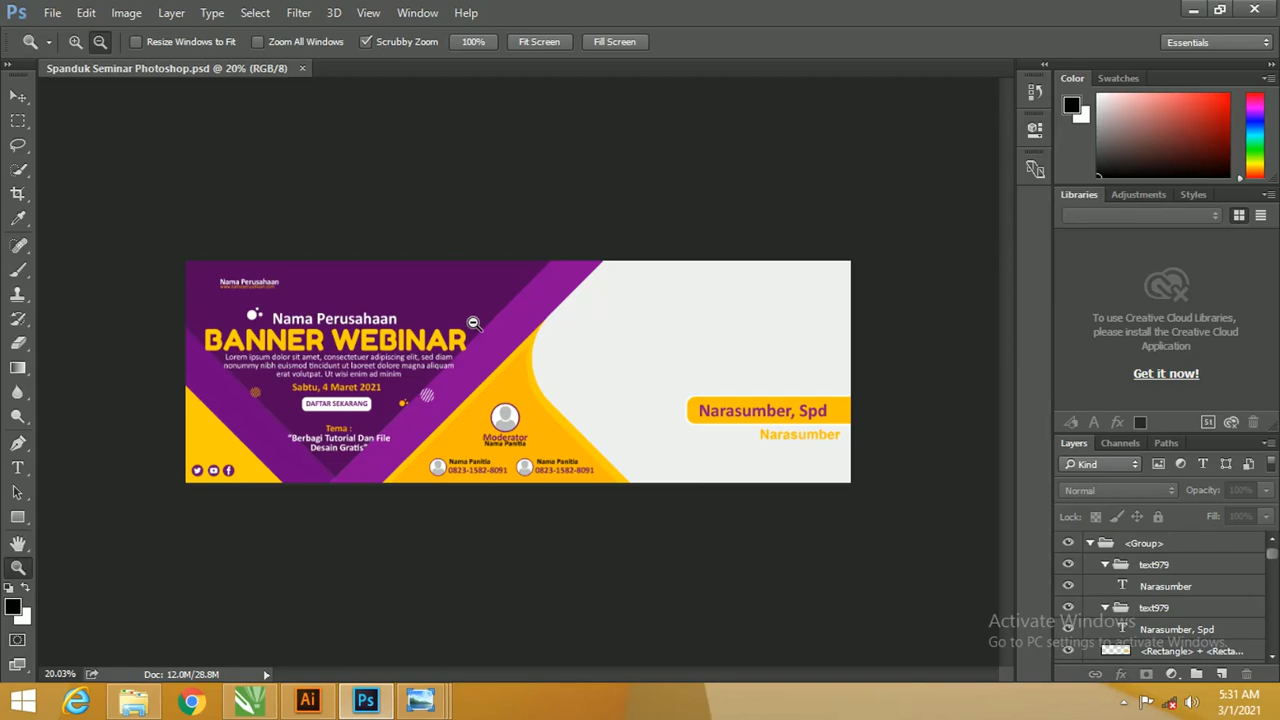 Ps File Edit Image Layer Type Select Filter 3D View Window Help
Resize Windows to Fit Zoom All Windows Scrubby Zoom 100% Fit Screen Fill Screen Essentials
Spanduk Seminar Photoshop.psd @ 20% (RGB/8) ×
Color Swatches
Nama Perusahaan
Nama Perusahaan
BANNER WEBINAR
Lorem ipsum dolor sit amet, consectetuer adipiscing elit, sed diam
nonummy nibh euismod tincidunt ut laoreet dolore magna aliquam
erat volutpat. Ut wisi enim ad minim
Sabtu, 4 Maret 2021
DAFTAR SEKARANG
Tema :
"Berbagi Tutorial Dan File
Desain Gratis"
Moderator
Nama Panitia
Nama Panitia
0823-1582-8091
Nama Panitia
0823-1582-8091
Narasumber, Spd
Narasumber
Libraries Adjustments Styles
To use Creative Cloud Libraries,
please install the Creative Cloud
Application
Get it now!
Layers Channels Paths
Kind
Normal Opacity: 100%
Lock: Fill: 100%
<Group>
text979
Narasumber
text979
Narasumber, Spd
<Rectangle> + <Recta...
Activate Windows
Go to PC settings to activate Windows.
20.03% Doc: 12.0M/28.8M
Ai Ps
5:31 AM
3/1/2021